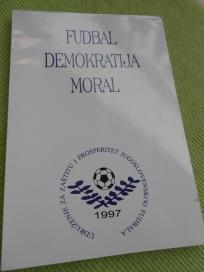 FUDBAL
DEMOKRATIJA
MORAL
UDRUŽENJE ZA ZAŠTITU I PROSPERITET JUGOSLOVENSKOG FUDBALA
1997